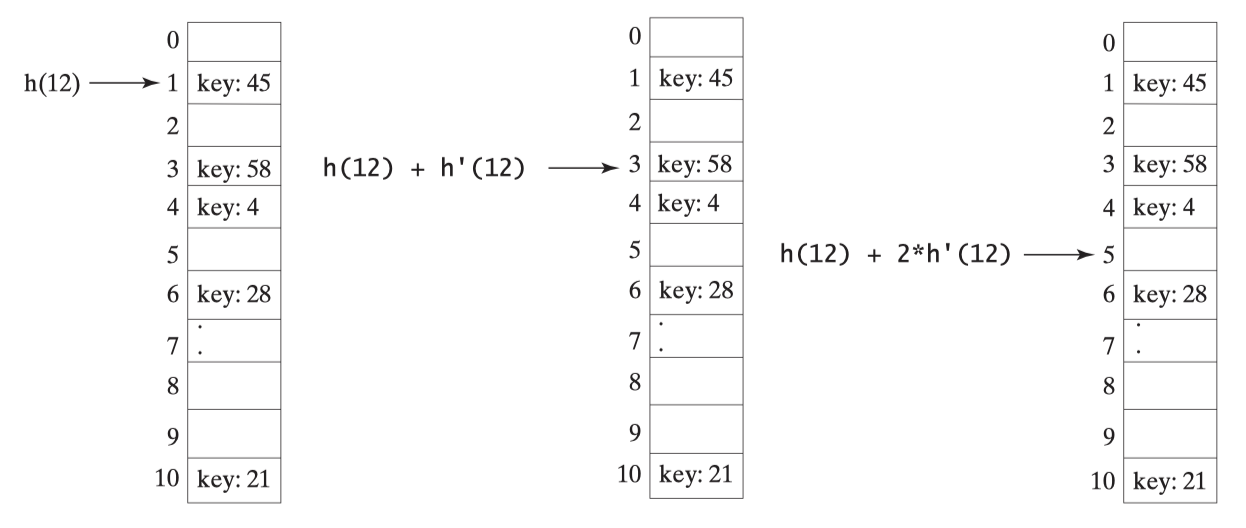 0
h(12) 1 key: 45
2
3 key: 58
4 key: 4
5
6 key: 28
7 :
8
9
10 key: 21
0
1 key: 45
2
h(12) + h'(12) 3 key: 58
4 key: 4
5
6 key: 28
7 :
8
9
10 key: 21
0
1 key: 45
2
3 key: 58
4 key: 4
h(12) + 2*h'(12) 5
6 key: 28
7 :
8
9
10 key: 21